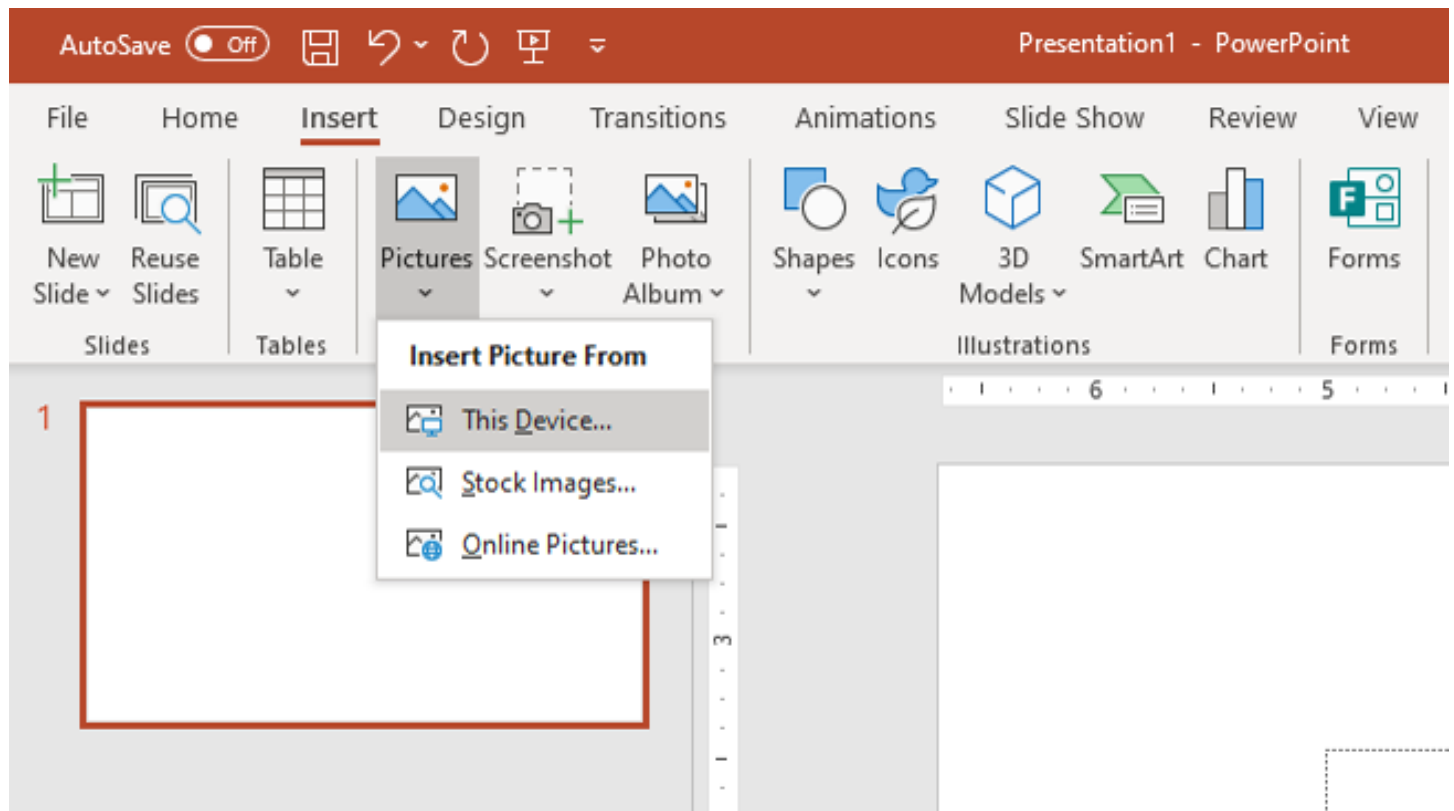 AutoSave Off Presentation1 - PowerPoint
File Home Insert Design Transitions Animations Slide Show Review View
New Slide
Reuse Slides
Table
Pictures
Screenshot
Photo Album
Shapes
Icons
3D Models
SmartArt
Chart
Forms
Slides Tables Illustrations Forms
Insert Picture From
This Device...
Stock Images...
Online Pictures...
6 5
1
3